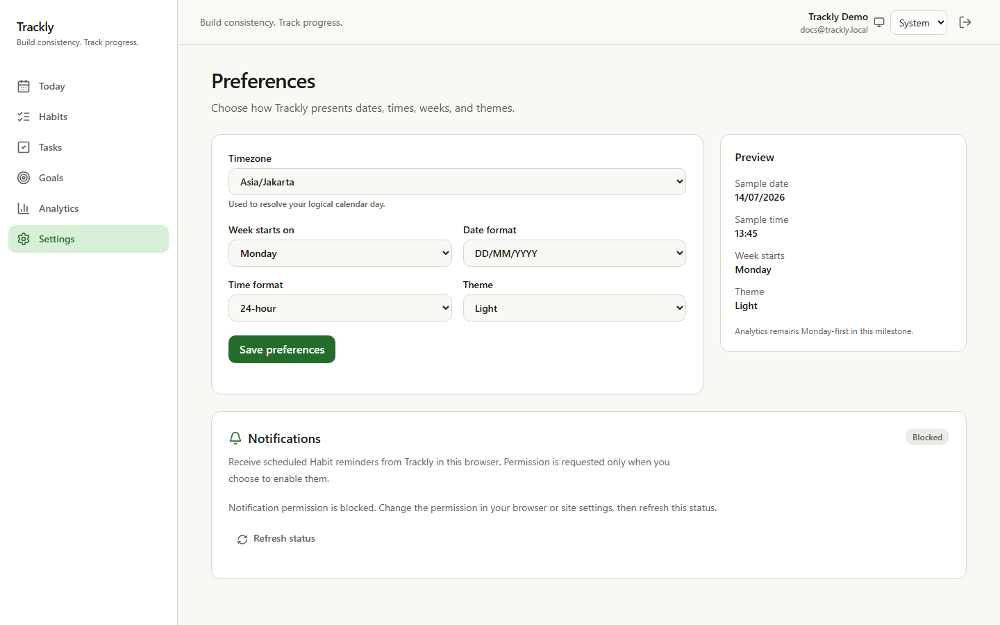 Trackly
Build consistency. Track progress.
Today
Habits
Tasks
Goals
Analytics
Settings
Build consistency. Track progress.
Trackly Demo
docs@trackly.local
System
Preferences
Choose how Trackly presents dates, times, weeks, and themes.
Timezone
Asia/Jakarta
Used to resolve your logical calendar day.
Week starts on
Date format
Monday
DD/MM/YYYY
Time format
Theme
24-hour
Light
Save preferences
Preview
Sample date
14/07/2026
Sample time
13:45
Week starts
Monday
Theme
Light
Analytics remains Monday-first in this milestone.
Notifications
Blocked
Receive scheduled Habit reminders from Trackly in this browser. Permission is requested only when you
choose to enable them.
Notification permission is blocked. Change the permission in your browser or site settings, then refresh this status.
Refresh status